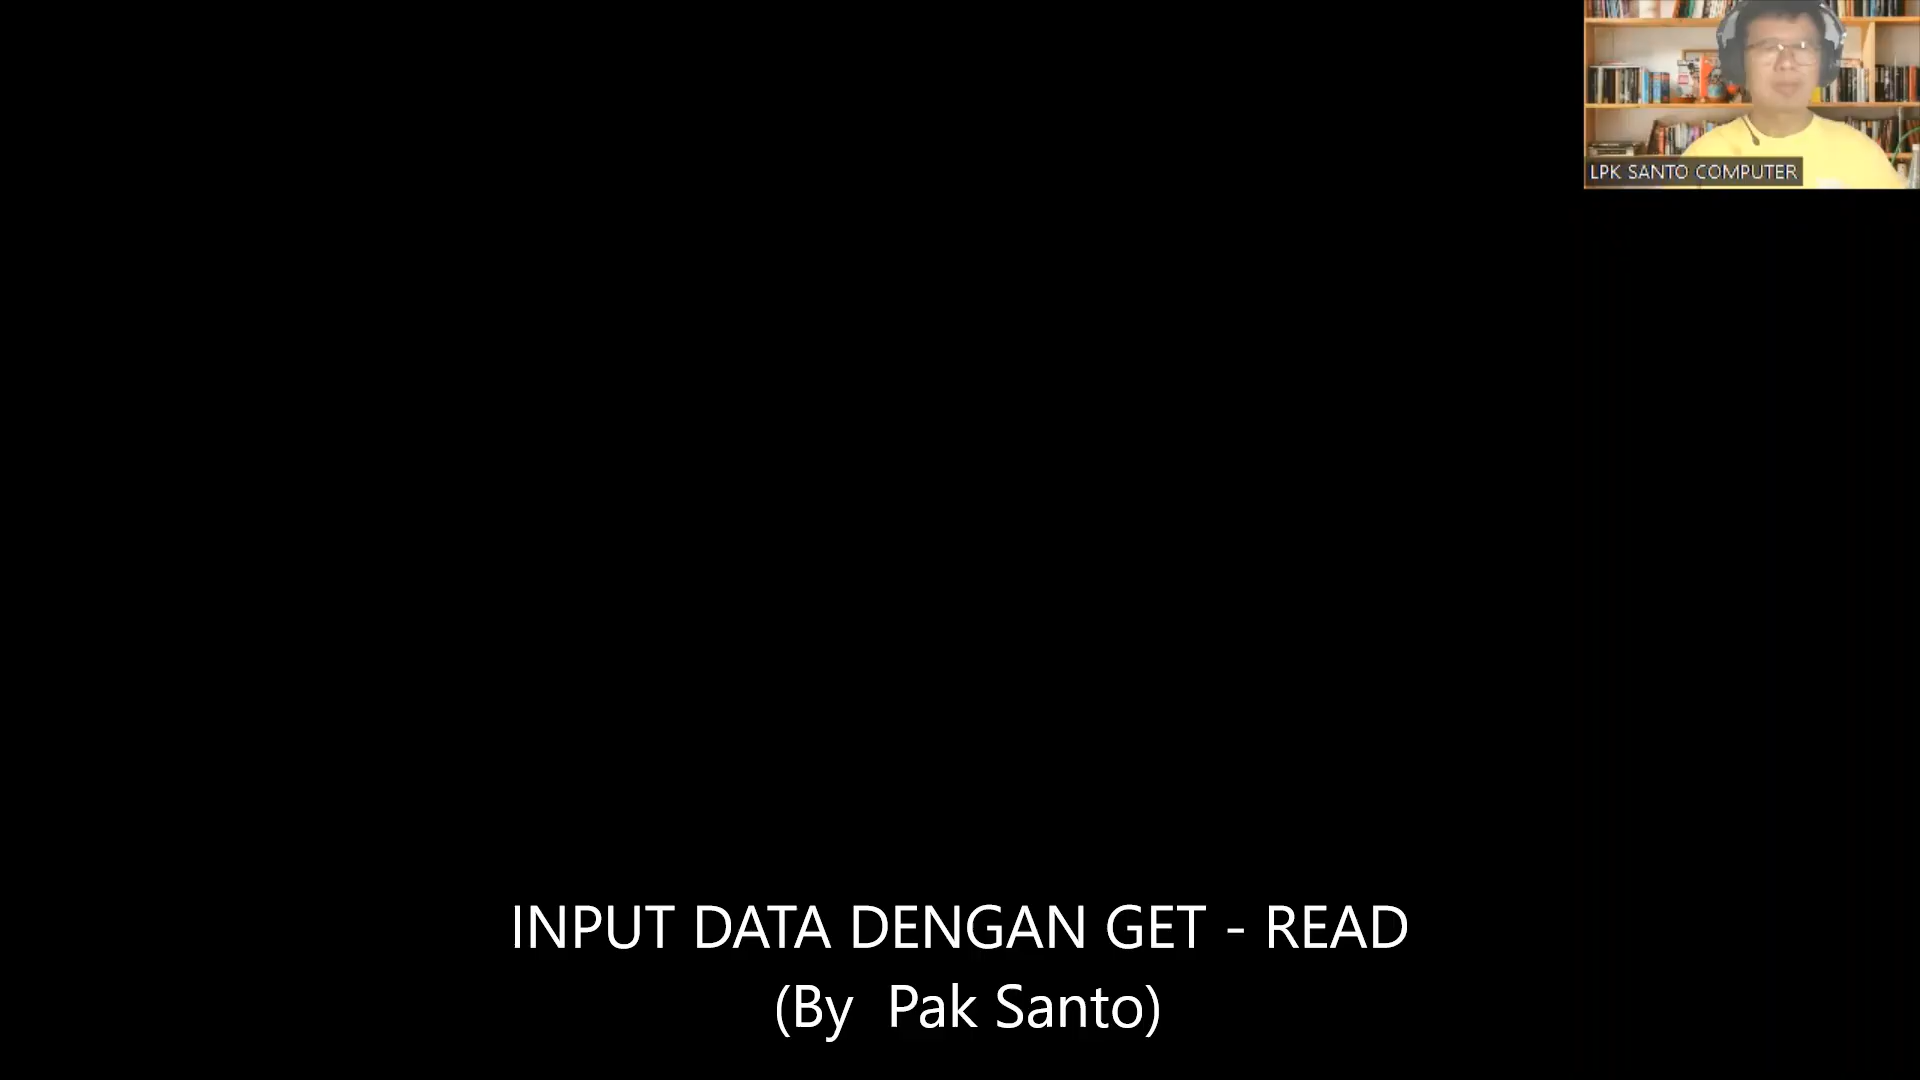 LPK SANTO COMPUTER
INPUT DATA DENGAN GET - READ
(By Pak Santo)